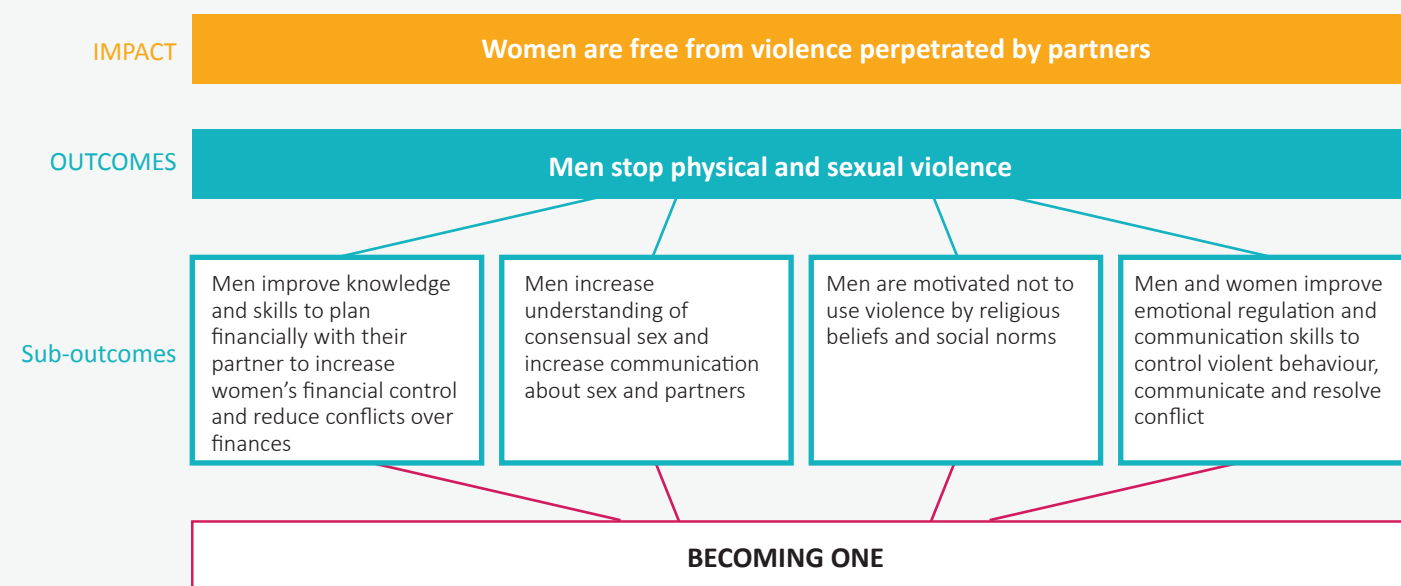 IMPACT
Women are free from violence perpetrated by partners
OUTCOMES
Men stop physical and sexual violence
Sub-outcomes
Men improve knowledge
and skills to plan
financially with their
partner to increase
women’s financial control
and reduce conflicts over
finances
Men increase
understanding of
consensual sex and
increase communication
about sex and partners
Men are motivated not to
use violence by religious
beliefs and social norms
Men and women improve
emotional regulation and
communication skills to
control violent behaviour,
communicate and resolve
conflict
BECOMING ONE